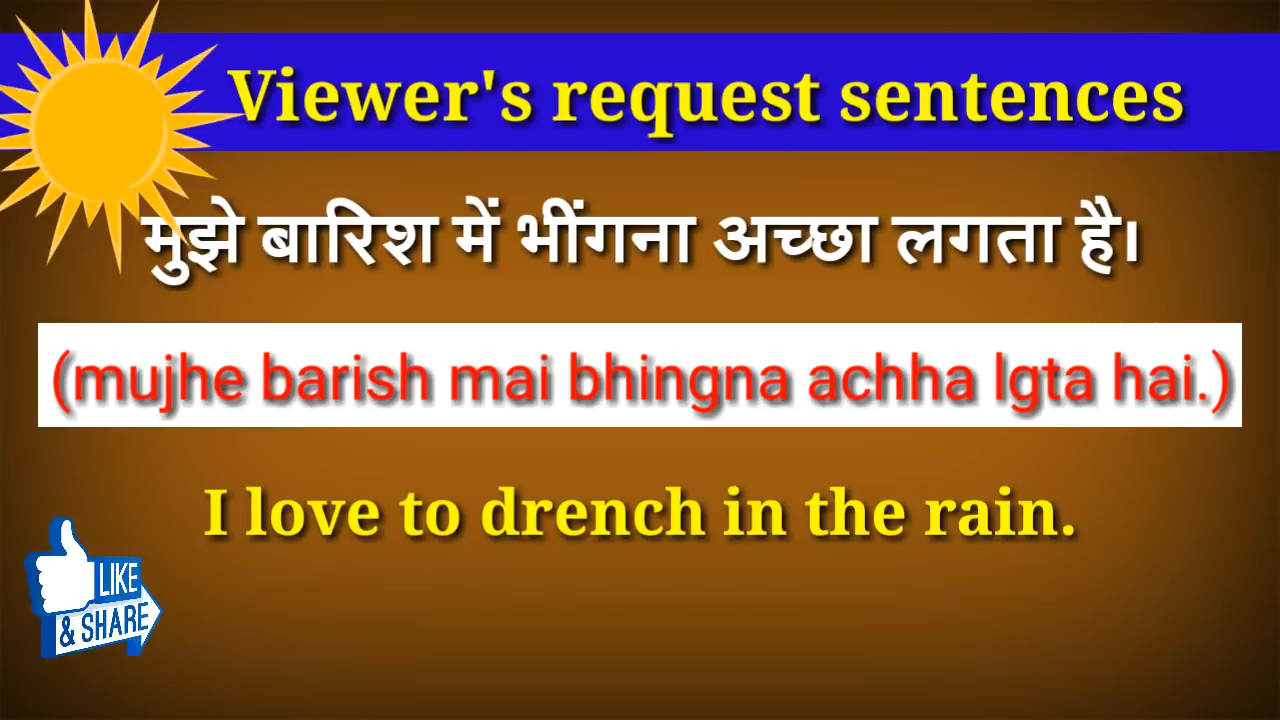 Viewer's request sentences
मुझे बारिश में भींगना अच्छा लगता है।
(mujhe barish mai bhingna achha lgta hai.)
I love to drench in the rain.
LIKE
& SHARE